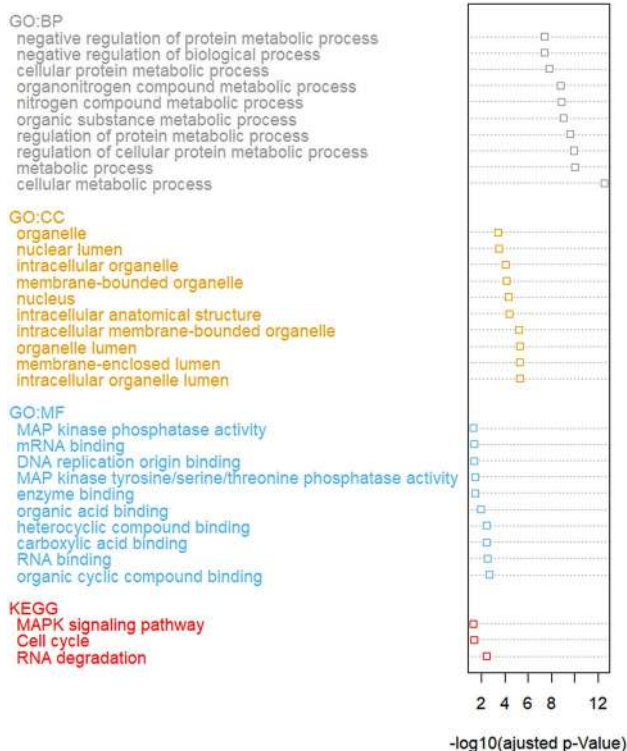 GO:BP
negative regulation of protein metabolic process
negative regulation of biological process
cellular protein metabolic process
organonitrogen compound metabolic process
nitrogen compound metabolic process
organic substance metabolic process
regulation of protein metabolic process
regulation of cellular protein metabolic process
metabolic process
cellular metabolic process
GO:CC
organelle
nuclear lumen
intracellular organelle
membrane-bounded organelle
nucleus
intracellular anatomical structure
intracellular membrane-bounded organelle
organelle lumen
membrane-enclosed lumen
intracellular organelle lumen
GO:MF
MAP kinase phosphatase activity
mRNA binding
DNA replication origin binding
MAP kinase tyrosine/serine/threonine phosphatase activity
enzyme binding
organic acid binding
heterocyclic compound binding
carboxylic acid binding
RNA binding
organic cyclic compound binding
KEGG
MAPK signaling pathway
Cell cycle
RNA degradation
2 4 6 8 12
-log10(ajusted p-Value)